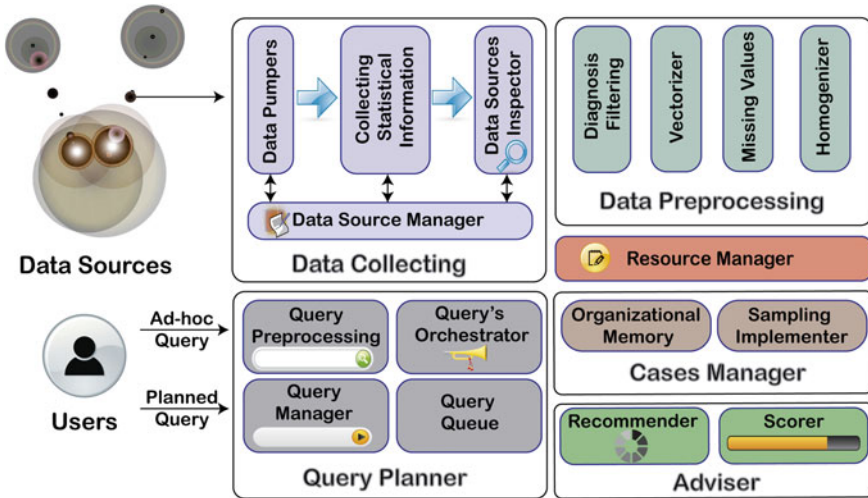 Data Sources
Data Pumpers
Collecting
Statistical
Information
Data Sources
Inspector
Data Source Manager
Data Collecting
Diagnosis
Filtering
Vectorizer
Missing Values
Homogenizer
Data Preprocessing
Resource Manager
Users
Ad-hoc
Query
Planned
Query
Query
Preprocessing
Query's
Orchestrator
Query
Manager
Query
Queue
Query Planner
Organizational
Memory
Sampling
Implementer
Cases Manager
Recommender
Scorer
Adviser